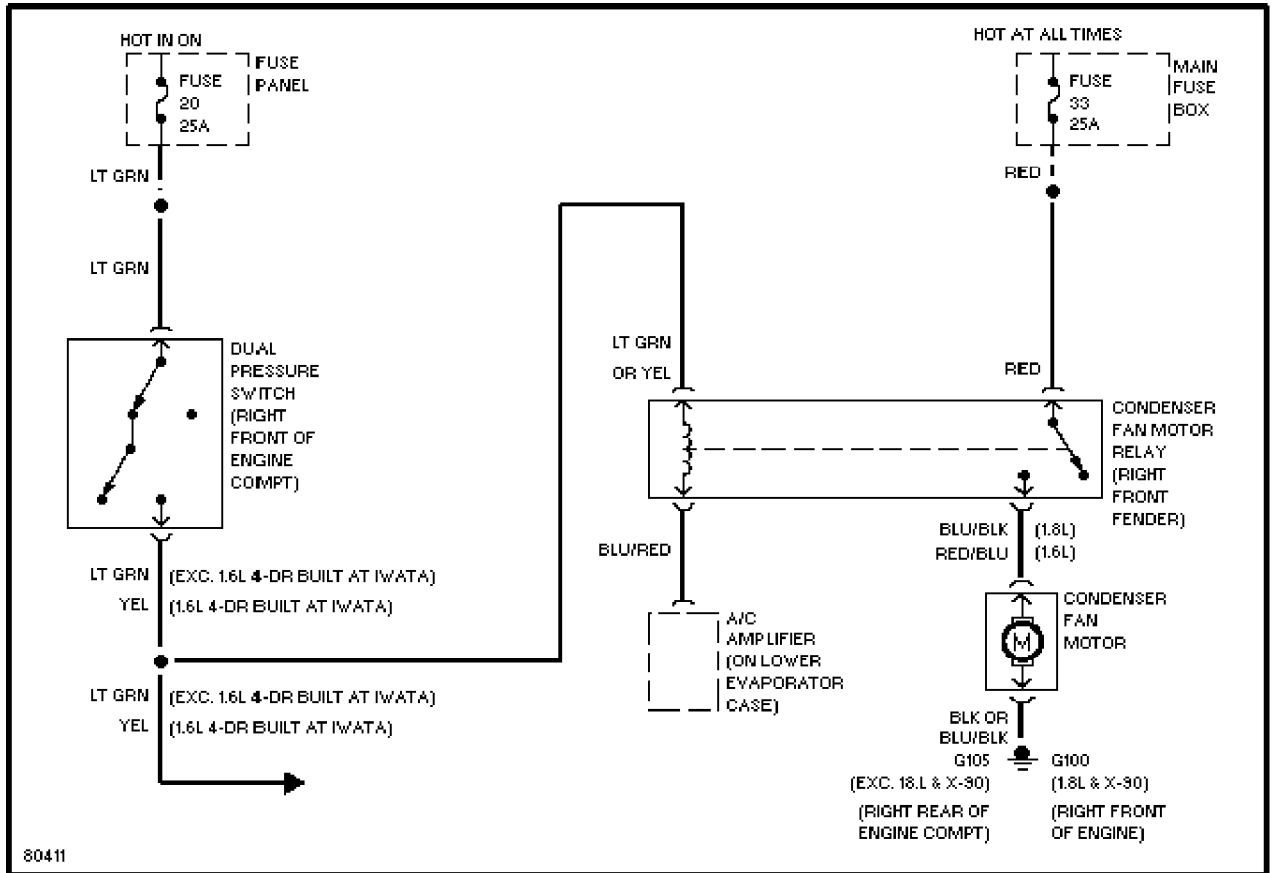 HOT IN ON
FUSE
PANEL
FUSE
20
25A
LT GRN
LT GRN
DUAL
PRESSURE
SWITCH
(RIGHT
FRONT OF
ENGINE
COMPT)
LT GRN (EXC. 1.6L 4-DR BUILT AT IWATA)
YEL (1.6L 4-DR BUILT AT IWATA)
LT GRN (EXC. 1.6L 4-DR BUILT AT IWATA)
YEL (1.6L 4-DR BUILT AT IWATA)
HOT AT ALL TIMES
MAIN
FUSE
BOX
FUSE
33
25A
RED
LT GRN
OR YEL
RED
CONDENSER
FAN MOTOR
RELAY
(RIGHT
FRONT
FENDER)
BLU/RED
BLU/BLK (1.8L)
RED/BLU (1.6L)
A/C
AMPLIFIER
(ON LOWER
EVAPORATOR
CASE)
CONDENSER
FAN
MOTOR
M
BLK OR
BLU/BLK
G105
(EXC. 18.L & X-90)
(RIGHT REAR OF
ENGINE COMPT)
G100
(1.8L & X-90)
(RIGHT FRONT
OF ENGINE)
80411